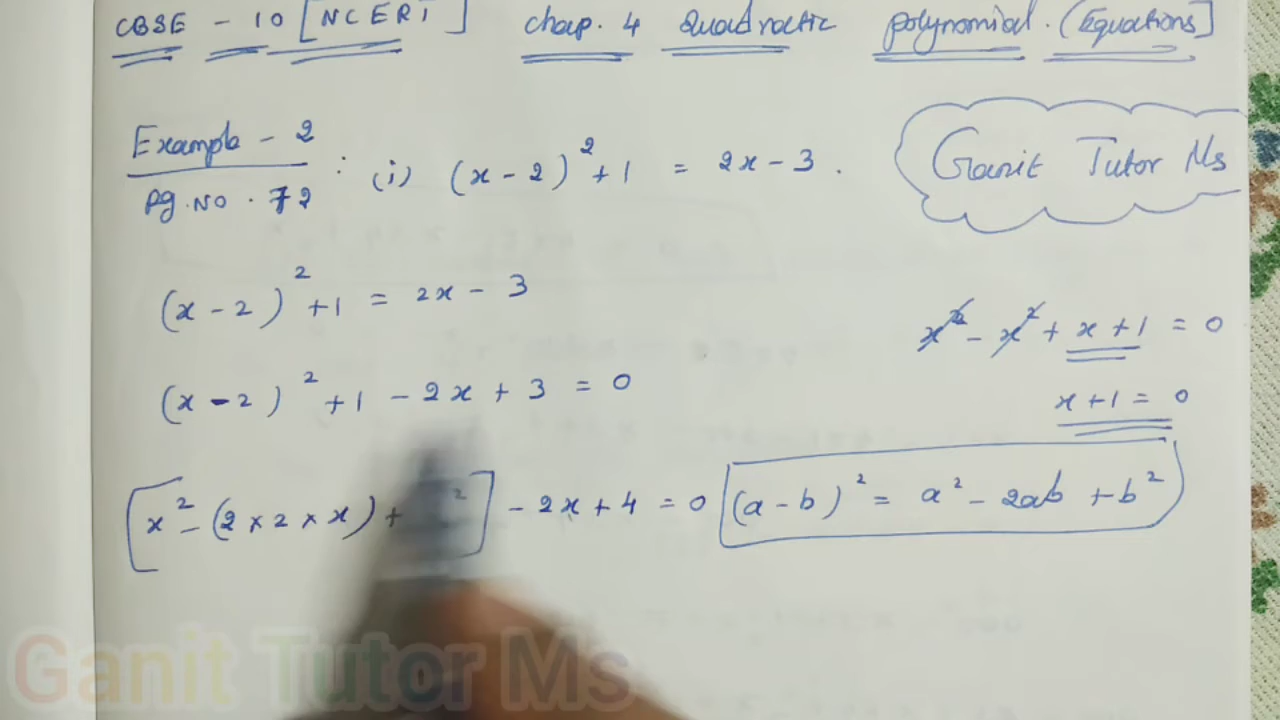 CBSE - 10 [NCERT] chap. 4 Quadractic polynomial. (Equations]
Example - 2
Pg.No. 72 : (i) (x - 2)² + 1 = 2x - 3.
Ganit Tutor Ms
(x - 2)² + 1 = 2x - 3
x² - x² + x + 1 = 0
(x - 2)² + 1 - 2x + 3 = 0
x + 1 = 0
[x² - (2 × 2 × x) + ²] - 2x + 4 = 0
(a - b)² = a² - 2ab + b²
Ganit Tutor Ms